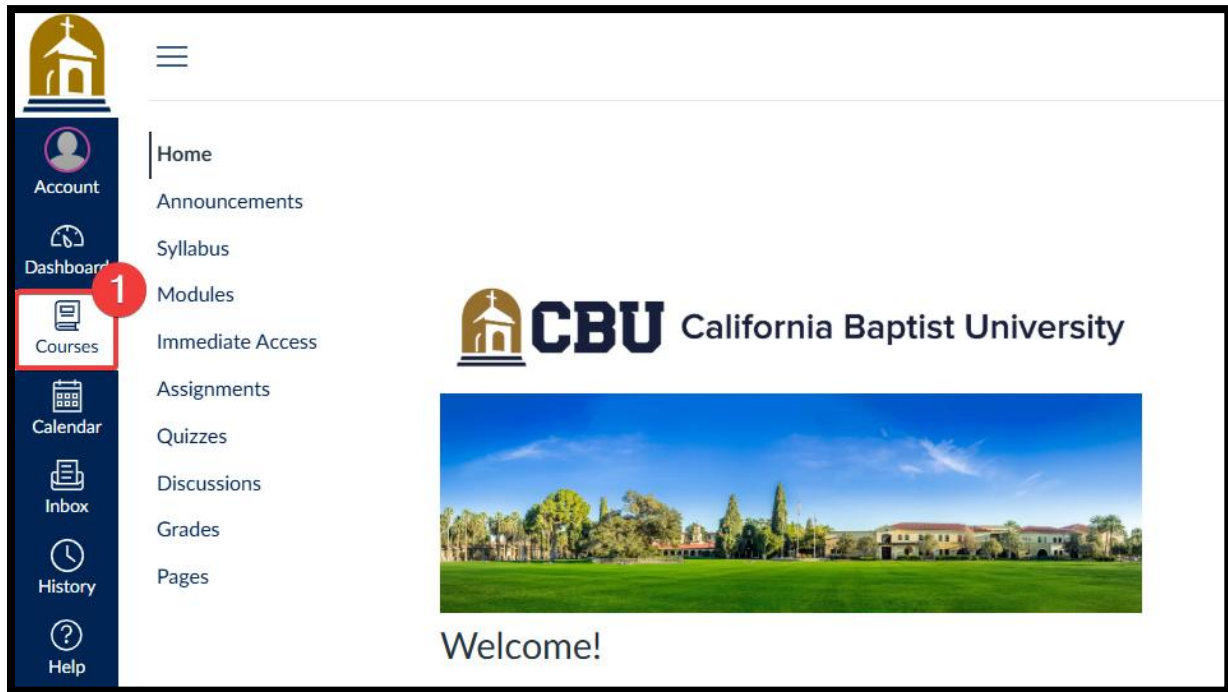 Account
Dashboard
1
Courses
Calendar
Inbox
History
Help
Home
Announcements
Syllabus
Modules
Immediate Access
Assignments
Quizzes
Discussions
Grades
Pages
CBU California Baptist University
Welcome!